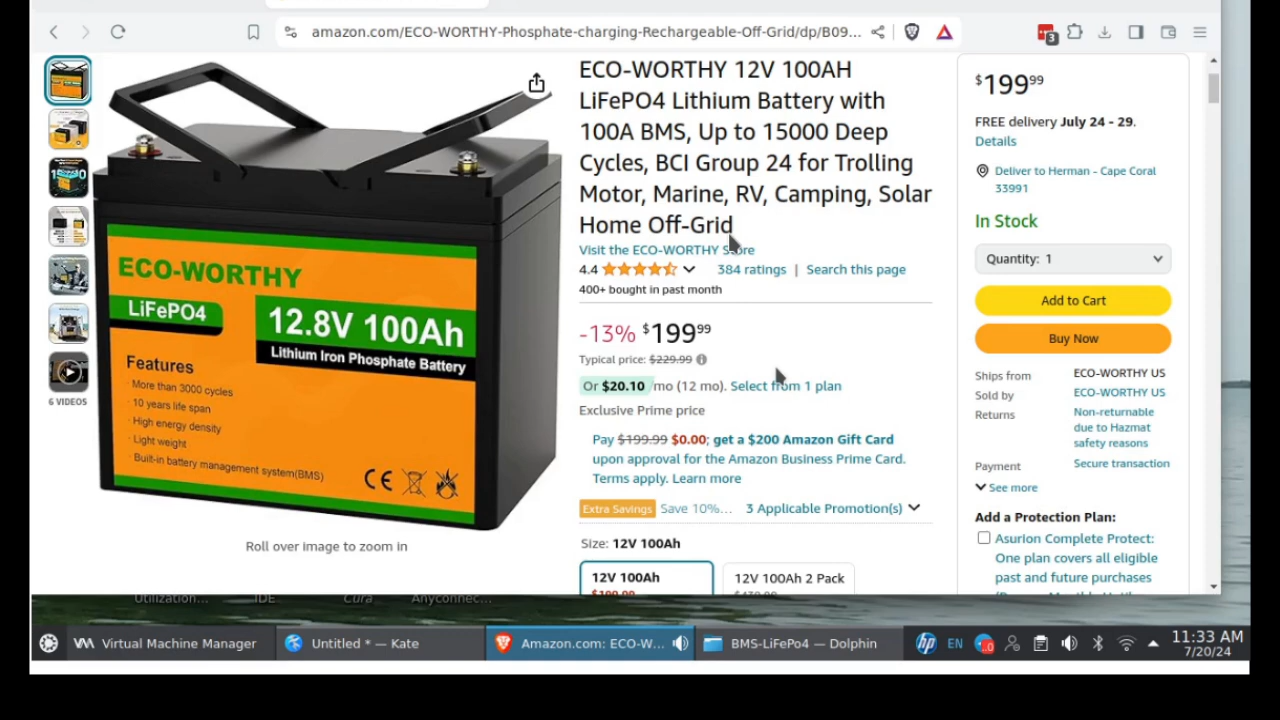 amazon.com/ECO-WORTHY-Phosphate-charging-Rechargeable-Off-Grid/dp/B09...
3
ECO-WORTHY 12V 100AH
LiFePO4 Lithium Battery with
100A BMS, Up to 15000 Deep
Cycles, BCI Group 24 for Trolling
Motor, Marine, RV, Camping, Solar
Home Off-Grid
Visit the ECO-WORTHY Store
4.4 384 ratings | Search this page
400+ bought in past month
-13% $199 99
Typical price: $229.99
Or $20.10 /mo (12 mo). Select from 1 plan
Exclusive Prime price
Pay $199.99 $0.00; get a $200 Amazon Gift Card
upon approval for the Amazon Business Prime Card.
Terms apply. Learn more
Extra Savings Save 10%... 3 Applicable Promotion(s)
Size: 12V 100Ah
12V 100Ah 12V 100Ah 2 Pack
ECO-WORTHY
LiFePO4
12.8V 100Ah
Lithium Iron Phosphate Battery
Features
· More than 3000 cycles
· 10 years life span
· High energy density
· Light weight
· Built-in battery management system(BMS)
CE
6 VIDEOS
Roll over image to zoom in
$199 99
FREE delivery July 24 - 29.
Details
Deliver to Herman - Cape Coral
33991
In Stock
Quantity: 1
Add to Cart
Buy Now
Ships from ECO-WORTHY US
Sold by ECO-WORTHY US
Returns Non-returnable
due to Hazmat
safety reasons
Payment Secure transaction
See more
Add a Protection Plan:
Asurion Complete Protect:
One plan covers all eligible
past and future purchases
Utilization... IDE Cura Anyconnec...
Virtual Machine Manager
Untitled * — Kate
Amazon.com: ECO-W...
BMS-LiFePo4 — Dolphin
EN
11:33 AM
7/20/24